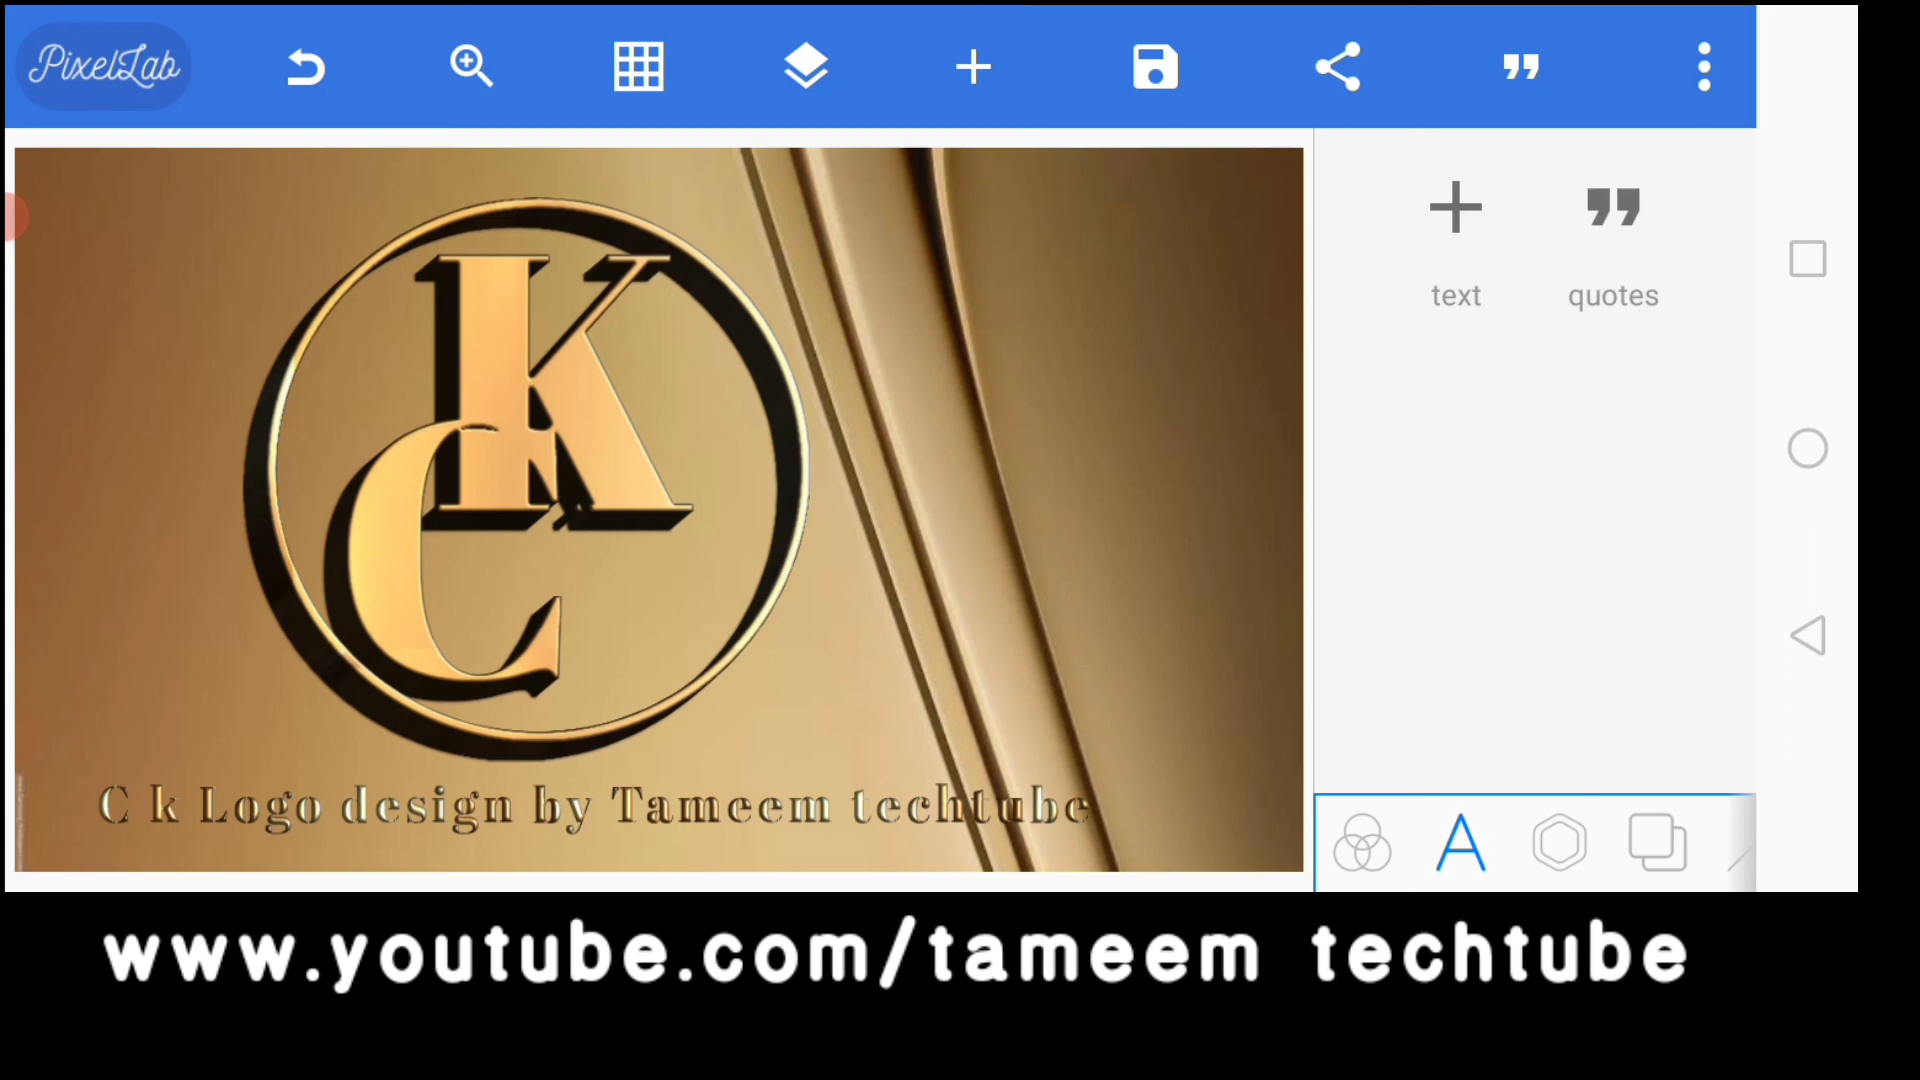 PixelLab
text quotes
K
C
C k Logo design by Tameem techtube
www.youtube.com/tameem techtube